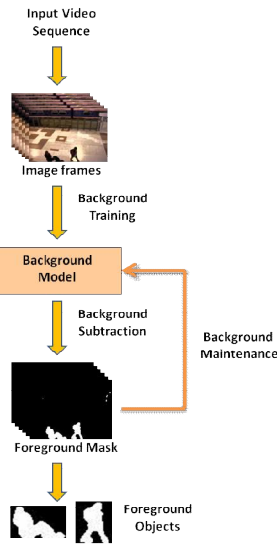 Input Video
Sequence
Image frames
Background
Training
Background
Model
Background
Subtraction
Background
Maintenance
Foreground Mask
Foreground
Objects